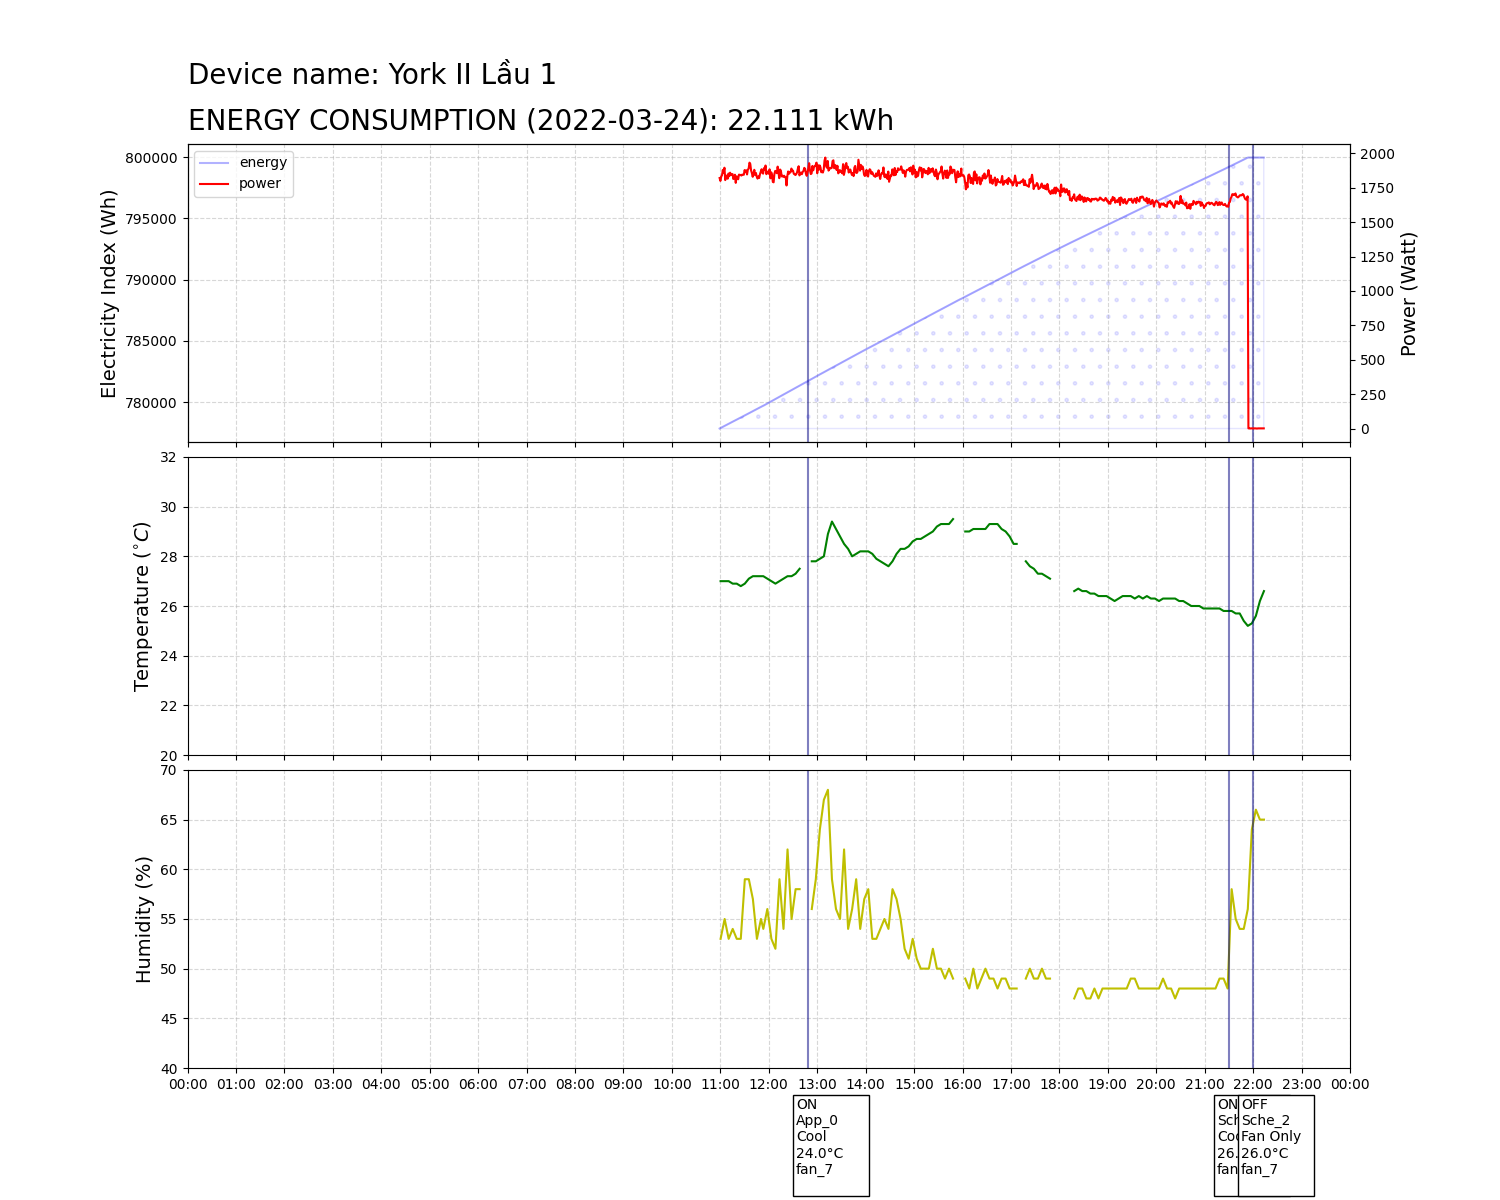 Device name: York II Lầu 1
ENERGY CONSUMPTION (2022-03-24): 22.111 kWh
energy
power
Electricity Index (Wh)
800000
795000
790000
785000
780000
Power (Watt)
2000
1750
1500
1250
1000
750
500
250
0
Temperature (°C)
32
30
28
26
24
22
20
Humidity (%)
70
65
60
55
50
45
40
00:00 01:00 02:00 03:00 04:00 05:00 06:00 07:00 08:00 09:00 10:00 11:00 12:00 13:00 14:00 15:00 16:00 17:00 18:00 19:00 20:00 21:00 22:00 23:00 00:00
ON
App_0
Cool
24.0°C
fan_7
ON
26.
fan
OFF
Sche_2
Fan Only
26.0°C
fan_7